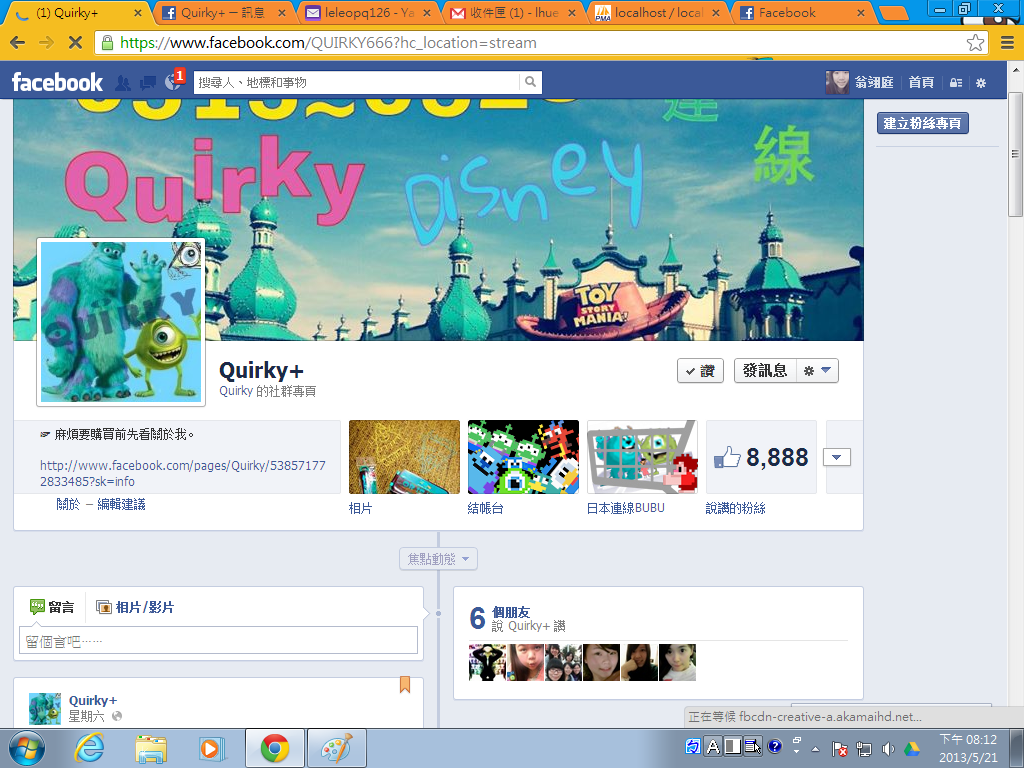 (1) Quirky+
Quirky+ － 訊息
leleopq126 - Ya
收件匣 (1) - lhue
localhost / local
Facebook
https://www.facebook.com/QUIRKY666?hc_location=stream
facebook
1
搜尋人、地標和事物
翁翊庭
首頁
建立粉絲專頁
連線
Quirky
Disney
TOY
STORY
MANIA!
QUIRKY
Quirky+
Quirky 的社群專頁
讚
發訊息
麻煩要購買前先看關於我。
http://www.facebook.com/pages/Quirky/53857177
2833485?sk=info
關於 － 編輯建議
相片
結帳台
日本連線BUBU
8,888
說讚的粉絲
焦點動態
留言
相片/影片
留個言吧……
6 個朋友
說 Quirky+ 讚
Quirky+
星期六
正在等候 fbcdn-creative-a.akamaihd.net...
下午 08:12
2013/5/21